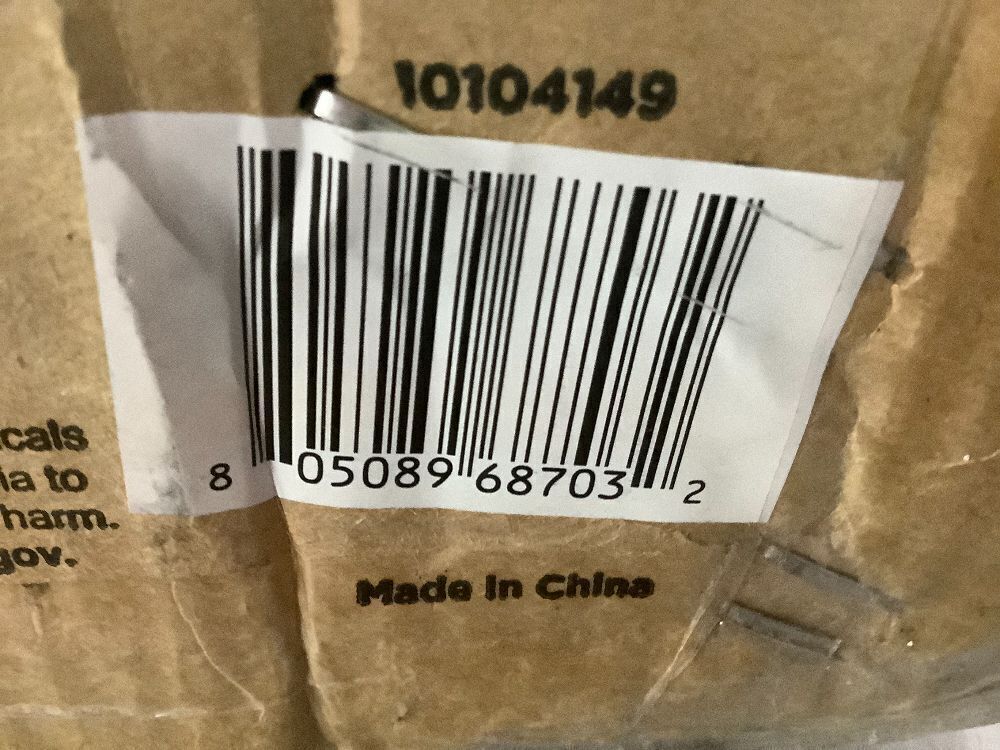 10104149
8 05089 68703 2
cals
ia to
harm.
gov.
Made In China